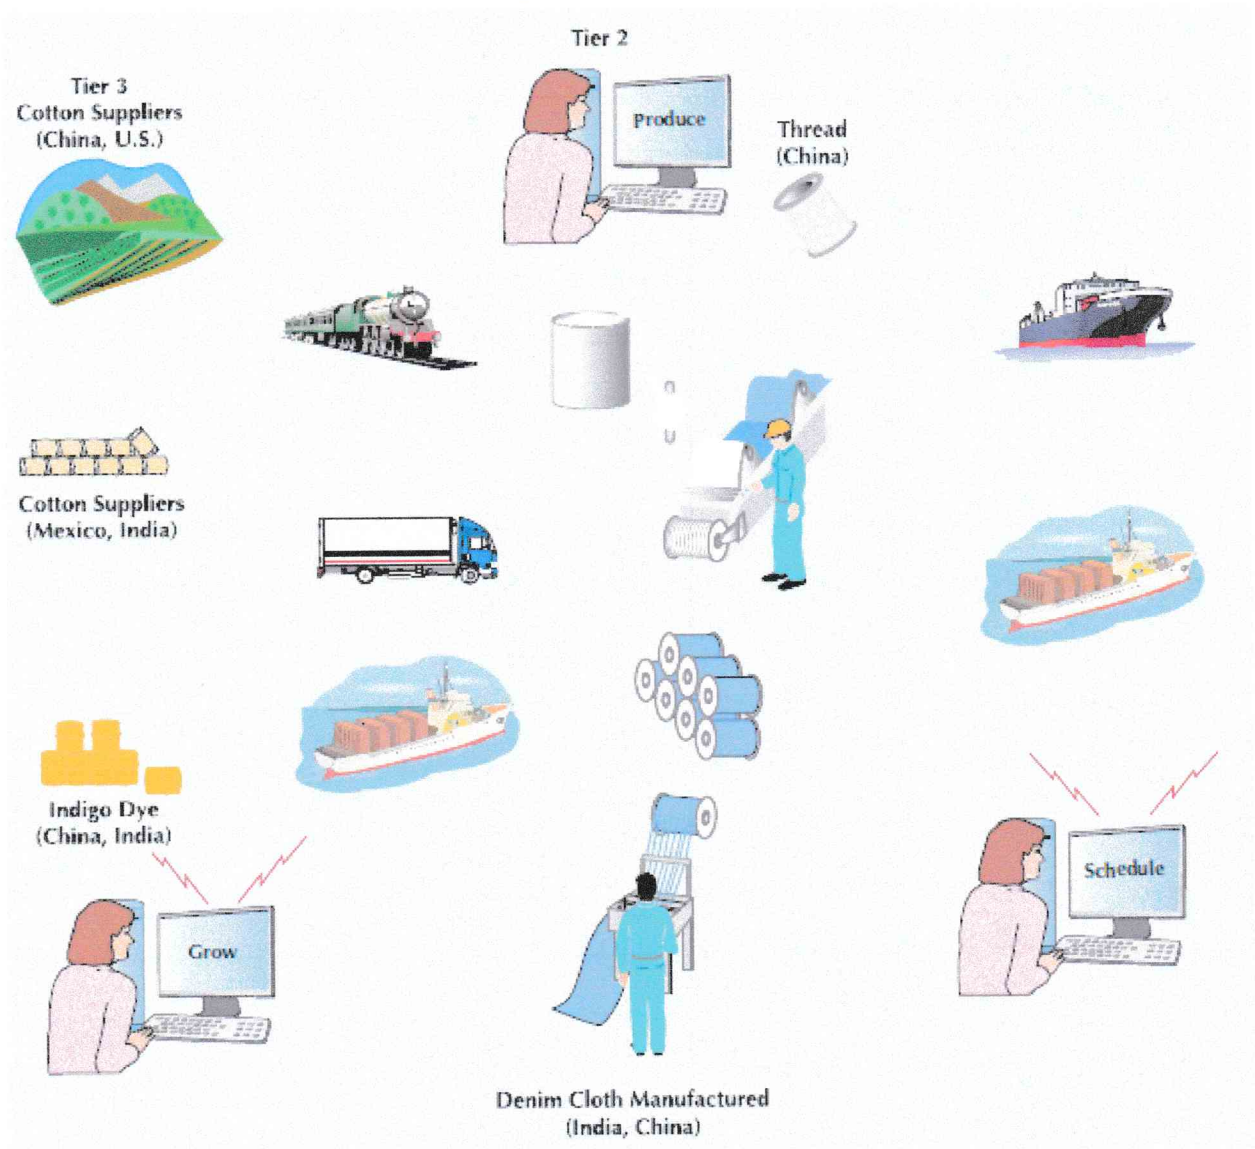 Tier 2
Tier 3
Cotton Suppliers
(China, U.S.)
Produce
Thread
(China)
Cotton Suppliers
(Mexico, India)
Indigo Dye
(China, India)
Schedule
Grow
Denim Cloth Manufactured
(India, China)